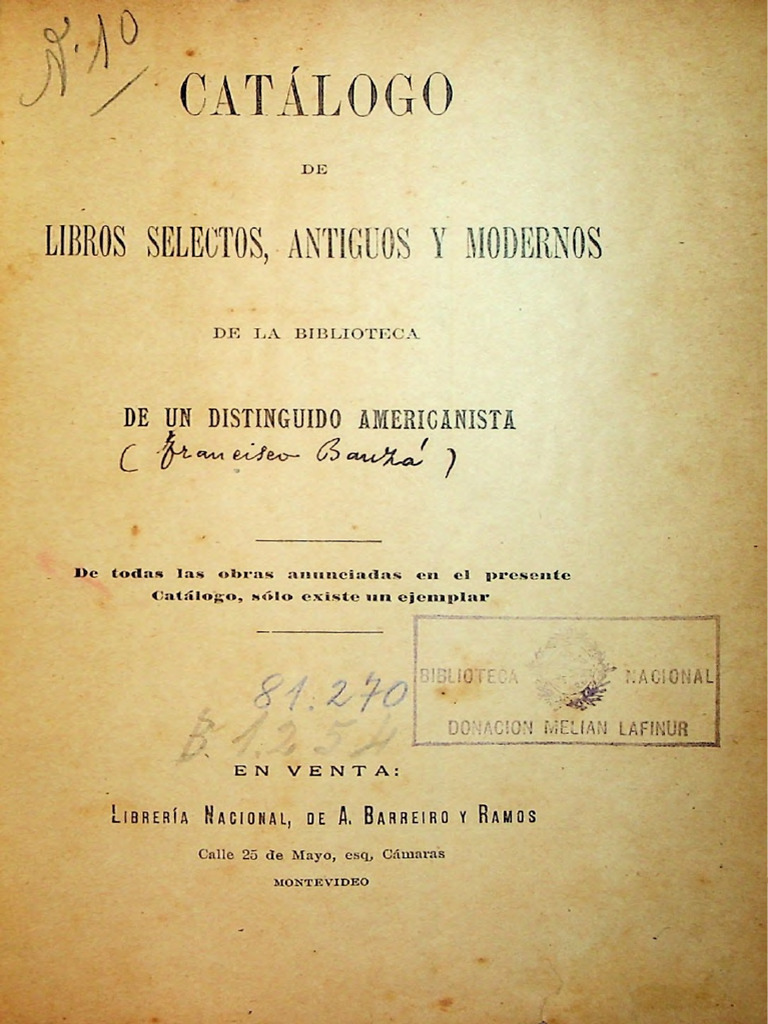 N. 10
CATÁLOGO
DE
LIBROS SELECTOS, ANTIGUOS Y MODERNOS
DE LA BIBLIOTECA
DE UN DISTINGUIDO AMERICANISTA
( Francisco Bauzá )
De todas las obras anunciadas en el presente
Catálogo, sólo existe un ejemplar
BIBLIOTECA NACIONAL
DONACION MELIAN LAFINUR
81.270
B. 1254
EN VENTA:
LIBRERÍA NACIONAL, DE A. BARREIRO Y RAMOS
Calle 25 de Mayo, esq, Cámaras
MONTEVIDEO